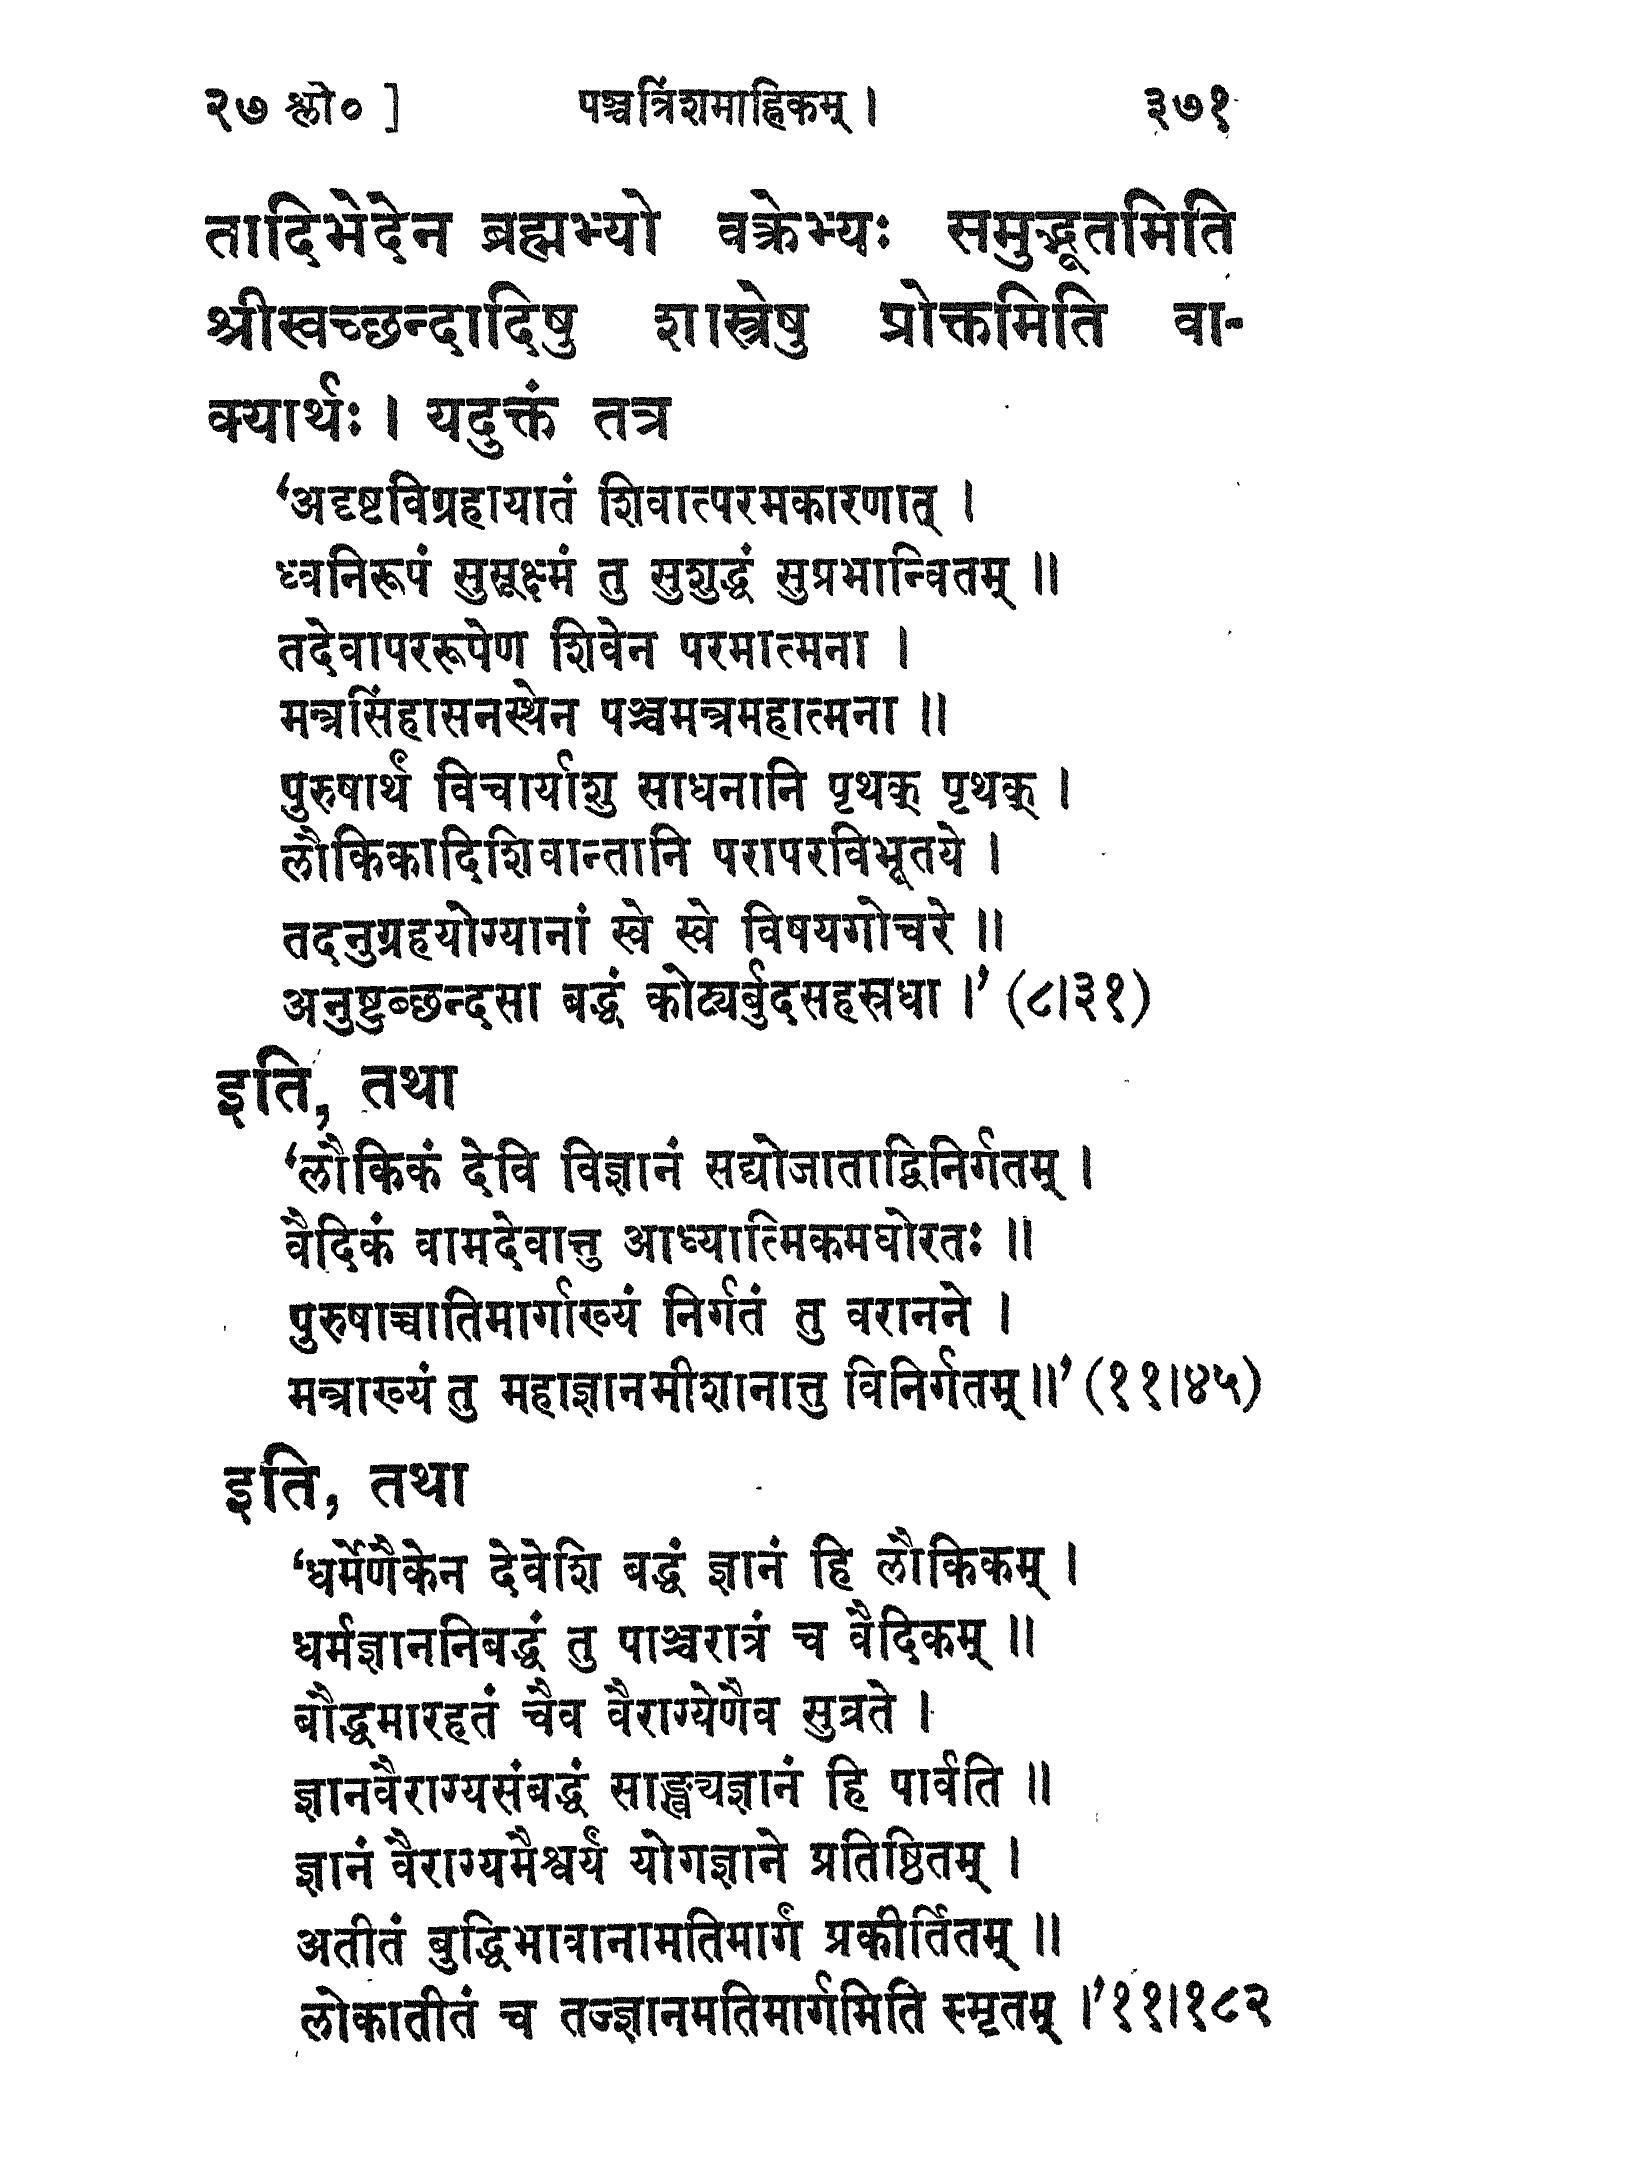 २७ श्लो० ]
पञ्चत्रिंशमाह्निकम् ।
३७१
तादिभेदेन ब्रह्मभ्यो वक्रेभ्यः समुद्भूतमिति
श्रीस्वच्छन्दादिषु शास्त्रेषु प्रोक्तमिति वा-
क्यार्थः । यदुक्तं तत्र
‘अदृष्टविग्रहायातं शिवात्परमकारणात् ।
ध्वनिरूपं सुसूक्ष्मं तु सुशुद्धं सुप्रभान्वितम् ॥
तदेवापररूपेण शिवेन परमात्मना ।
मन्त्रसिंहासनस्थेन पञ्चमन्त्रमहात्मना ॥
पुरुषार्थं विचार्याशु साधनानि पृथक् पृथक् ।
लौकिकादिशिवान्तानि परापरविभूतये ।
तदनुग्रहयोग्यानां स्वे स्वे विषयगोचरे ॥
अनुष्टुप्छन्दसा बद्धं कोट्यर्बुदसहस्रधा ।’ (८।३१)
इति, तथा
‘लौकिकं देवि विज्ञानं सद्योजाताद्विनिर्गतम् ।
वैदिकं वामदेवात्तु आध्यात्मिकमघोरतः ॥
पुरुषाच्चातिमार्गाख्यं निर्गतं तु वरानने ।
मन्त्राख्यं तु महाज्ञानमीशानात्तु विनिर्गतम् ॥’ (११।४५)
इति, तथा
‘धर्मेणैकेन देवेशि बद्धं ज्ञानं हि लौकिकम् ।
धर्मज्ञाननिबद्धं तु पाञ्चरात्रं च वैदिकम् ॥
बौद्धमारहतं चैव वैराग्येणैव सुव्रते ।
ज्ञानवैराग्यसंबद्धं साङ्ख्यज्ञानं हि पार्वति ॥
ज्ञानं वैराग्यमैश्वर्यं योगज्ञाने प्रतिष्ठितम् ।
अतीतं बुद्धिभावानामतिमार्गं प्रकीर्तितम् ॥
लोकातीतं च तज्ज्ञानमतिमार्गमिति स्मृतम् ।’ ११।१८२